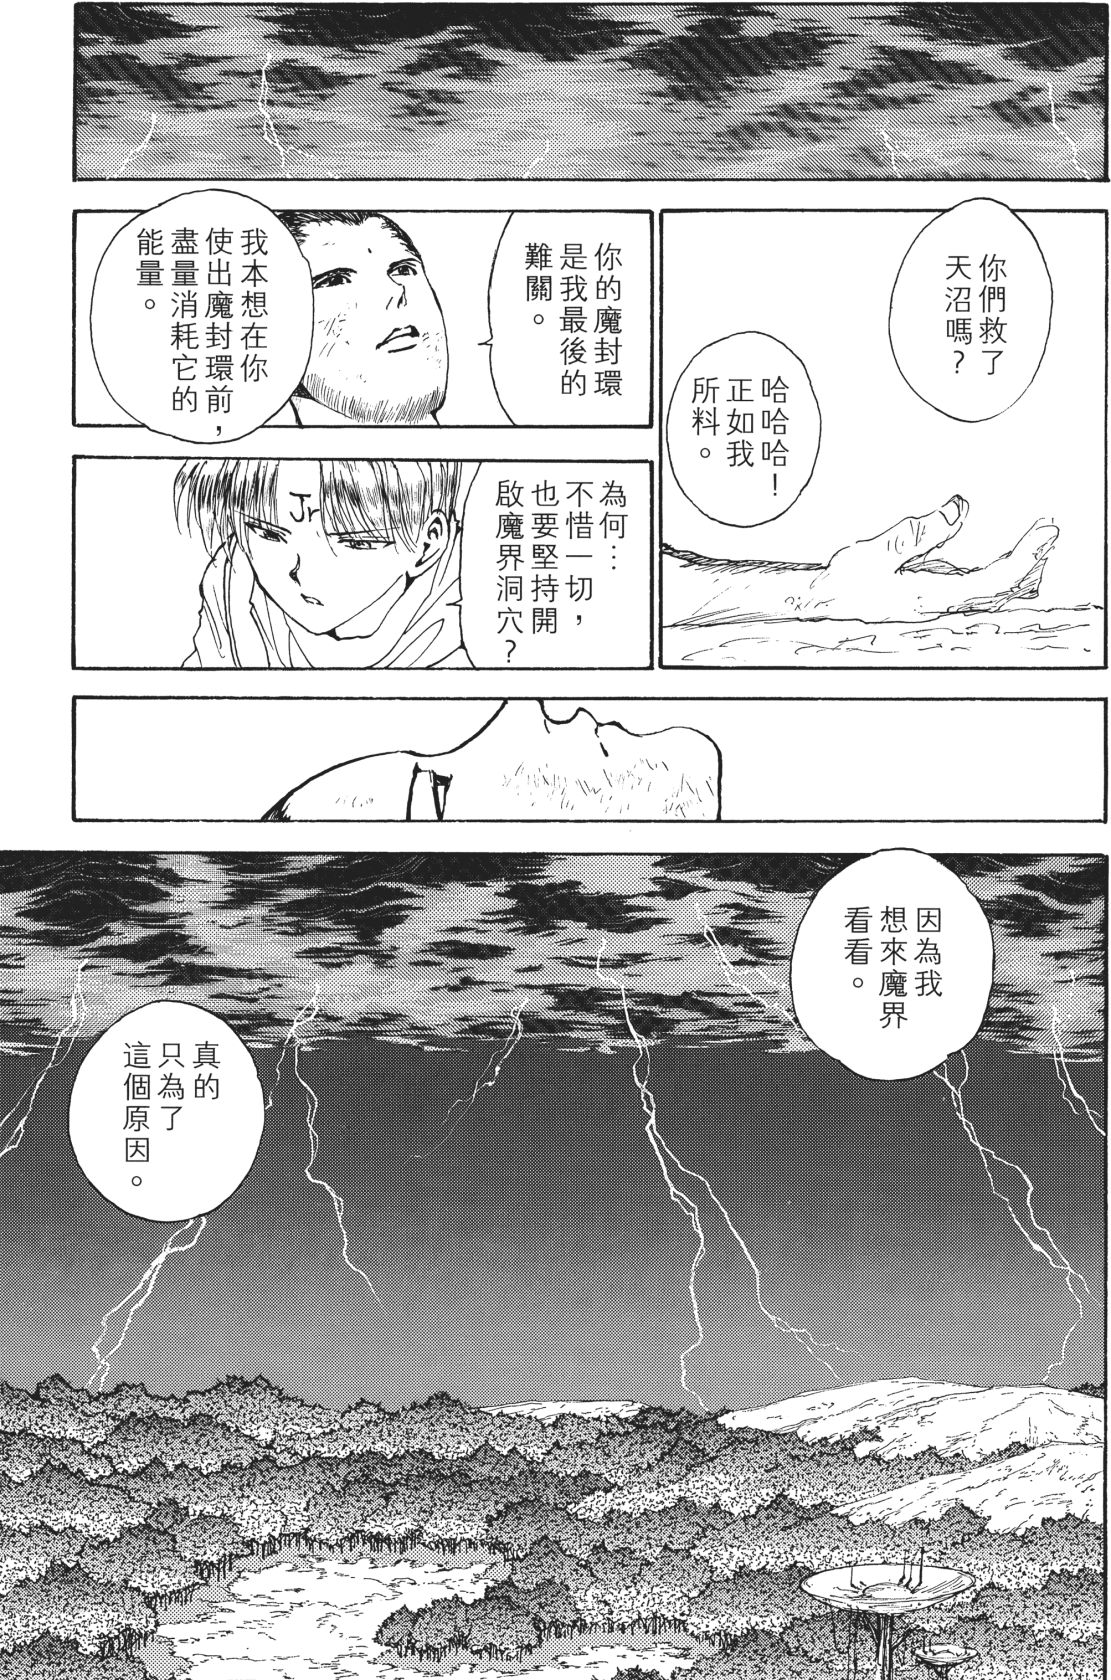 你們救了
天沼嗎?
哈哈哈!
正如我
所料。
你的魔封環
是我最後的
難關。
我本想在你
使出魔封環前,
盡量消耗它的
能量。
Jr
為何…
不惜一切,
也要堅持開
啟魔界洞穴?
因為我
想來魔界
看看。
真的
只為了
這個原因。